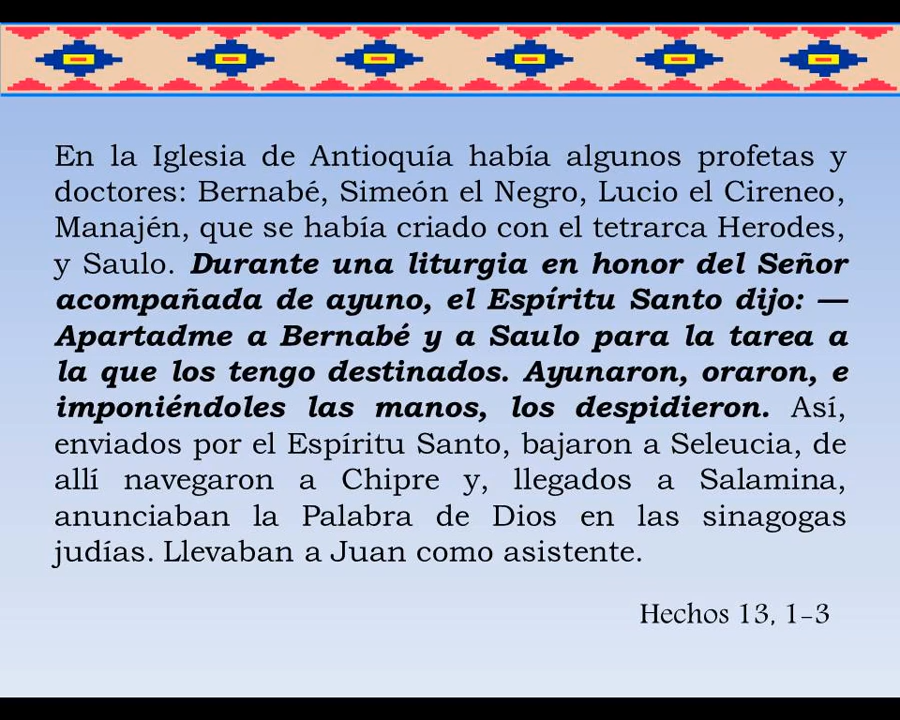 En la Iglesia de Antioquía había algunos profetas y
doctores: Bernabé, Simeón el Negro, Lucio el Cireneo,
Manajén, que se había criado con el tetrarca Herodes,
y Saulo. Durante una liturgia en honor del Señor
acompañada de ayuno, el Espíritu Santo dijo: —
Apartadme a Bernabé y a Saulo para la tarea a
la que los tengo destinados. Ayunaron, oraron, e
imponiéndoles las manos, los despidieron. Así,
enviados por el Espíritu Santo, bajaron a Seleucia, de
allí navegaron a Chipre y, llegados a Salamina,
anunciaban la Palabra de Dios en las sinagogas
judías. Llevaban a Juan como asistente.
Hechos 13, 1-3